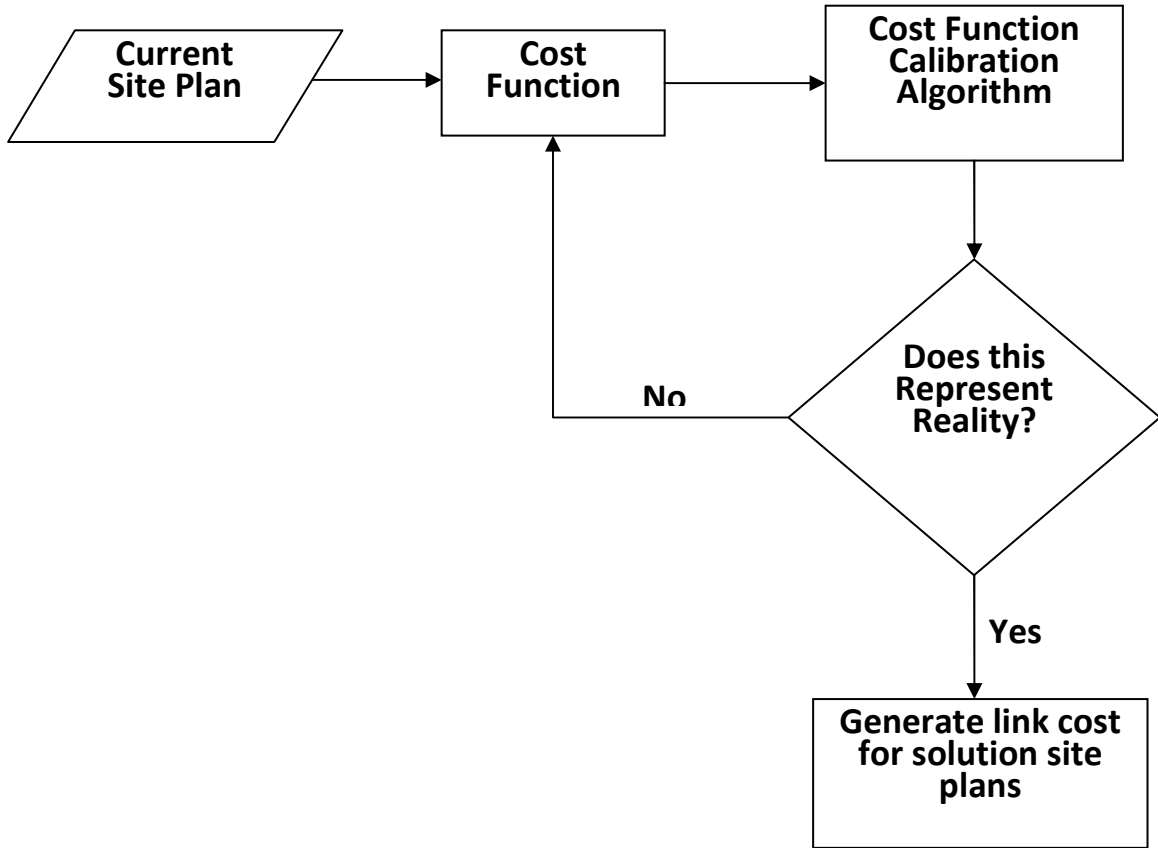 Current
Site Plan
Cost
Function
Cost Function
Calibration
Algorithm
Does this
Represent
Reality?
No
Yes
Generate link cost
for solution site
plans